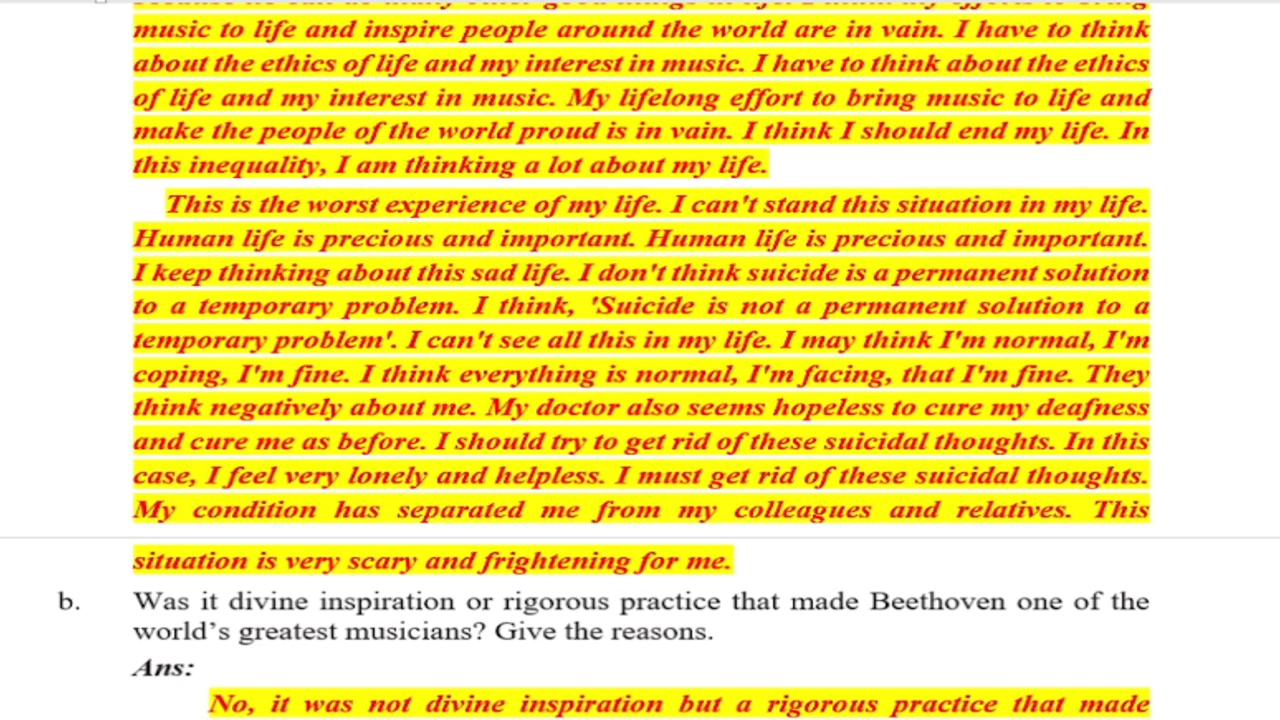 music to life and inspire people around the world are in vain. I have to think
about the ethics of life and my interest in music. I have to think about the ethics
of life and my interest in music. My lifelong effort to bring music to life and
make the people of the world proud is in vain. I think I should end my life. In
this inequality, I am thinking a lot about my life.
This is the worst experience of my life. I can't stand this situation in my life.
Human life is precious and important. Human life is precious and important.
I keep thinking about this sad life. I don't think suicide is a permanent solution
to a temporary problem. I think, 'Suicide is not a permanent solution to a
temporary problem'. I can't see all this in my life. I may think I'm normal, I'm
coping, I'm fine. I think everything is normal, I'm facing, that I'm fine. They
think negatively about me. My doctor also seems hopeless to cure my deafness
and cure me as before. I should try to get rid of these suicidal thoughts. In this
case, I feel very lonely and helpless. I must get rid of these suicidal thoughts.
My condition has separated me from my colleagues and relatives. This
situation is very scary and frightening for me.
b. Was it divine inspiration or rigorous practice that made Beethoven one of the
world's greatest musicians? Give the reasons.
Ans:
No, it was not divine inspiration but a rigorous practice that made